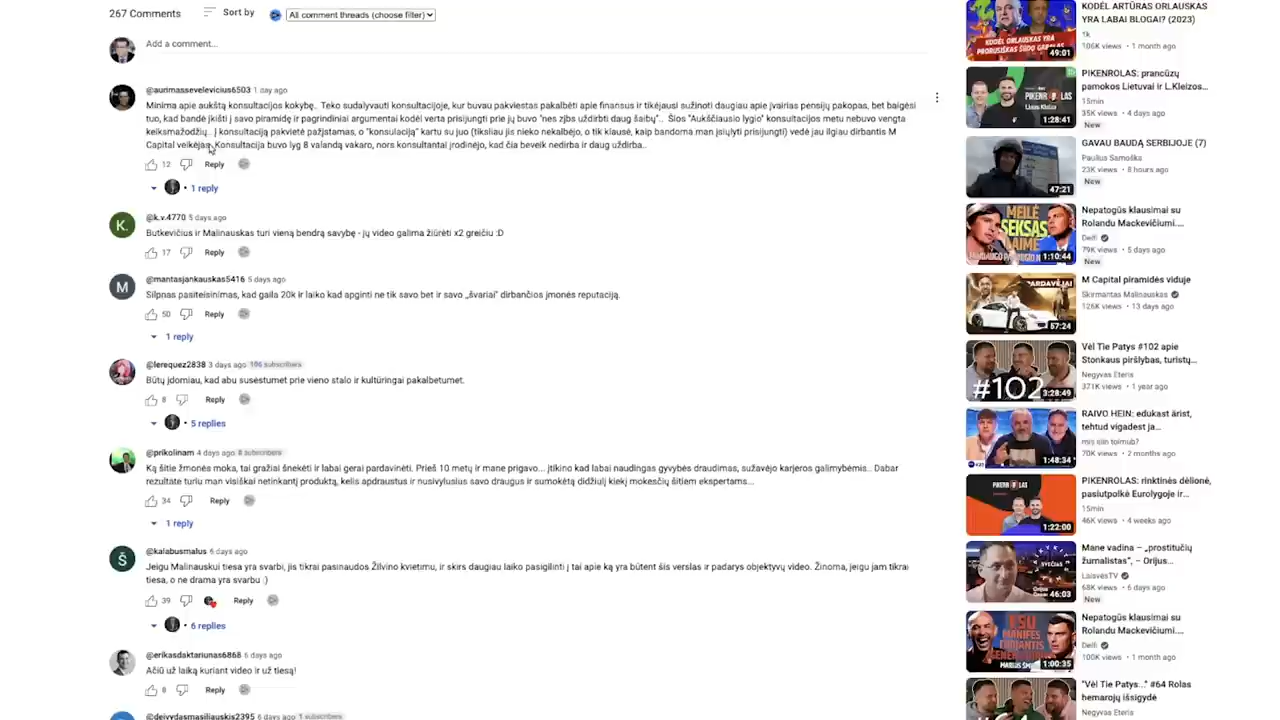 267 Comments
Sort by
All comment threads (choose filter)
Add a comment...
@aurimassevelevicius6503 1 day ago
Minima apie aukštą konsultacijos kokybę.. Teko sudalyvauti konsultacijoje, kur buvau pakviestas pakalbėti apie finansus ir tikėjausi sužinoti daugiau apie įvairias pensijų pakopas, bet baigėsi
tuo, kad bandė įkišti į savo piramidę ir pagrindiniai argumentai kodėl verta prisijungti prie jų buvo "nes zjbs uždirbti daug šaibų".. Šios "Aukščiausio lygio" konsultacijos metu nebuvo vengta
keiksmažodžių.. Į konsultaciją pakvietė pažįstamas, o "konsulaciją" kartu su juo (tiksliau jis nieko nekalbėjo, o tik klausė, kaip bandoma man įsiųlyti prisijungti) vedė jau ilgiau dirbantis M
Capital veikėjas. Konsultacija buvo lyg 8 valandą vakaro, nors konsultantai įrodinėjo, kad čia beveik nedirba ir daug uždirba..
12
Reply
1 reply
@k.v.4770 5 days ago
Butkevičius ir Malinauskas turi vieną bendrą savybę - jų video galima žiūrėti x2 greičiu :D
17
Reply
@mantasjankauskas5416 5 days ago
Silpnas pasiteisinimas, kad gaila 20k ir laiko kad apginti ne tik savo bet ir savo „švariai" dirbančios įmonės reputaciją.
50
Reply
1 reply
@lerequez2838 3 days ago 196 subscribers
Būtų įdomiau, kad abu susėstumėt prie vieno stalo ir kultūringai pakalbėtumet.
8
Reply
5 replies
@prikolinam 4 days ago 8 subscribers
Ką šitie žmonės moka, tai gražiai šnekėti ir labai gerai pardavinėti. Prieš 10 metų ir mane prigavo... įtikino kad labai naudingas gyvybės draudimas, sužavėjo karjeros galimybėmis.. Dabar
rezultate turiu man visiškai netinkantį produktą, kelis apdraustus ir nusivylusius savo draugus ir sumokėtą didžiulį kiekį mokesčių šitiem ekspertams...
34
Reply
1 reply
@kalabusmalus 6 days ago
Jeigu Malinauskui tiesa yra svarbi, jis tikrai pasinaudos Žilvino kvietimu, ir skirs daugiau laiko pasigilinti į tai apie ką yra būtent šis verslas ir padarys objektyvų video. Žinoma, jeigu jam tikrai
tiesa, o ne drama yra svarbu :)
39
Reply
6 replies
@erikasdaktariunas6868 6 days ago
Ačiū už laiką kuriant video ir už tiesą!
8
Reply
@deivydasmasiliauskis2395 6 days ago 1 subscribers
KODĖL ARTŪRAS ORLAUSKAS
YRA LABAI BLOGAI? (2023)
1k
106K views • 1 month ago
KODĖL ORLAUSKAS YRA
49:01
PIKENROLAS: prancūzų
pamokos Lietuvai ir L.Kleizos...
15min
35K views • 4 days ago
New
1:28:41
GAVAU BAUDĄ SERBIJOJE (7)
Paulius Samoška
23K views • 8 hours ago
New
47:21
Nepatogūs klausimai su
Rolandu Mackevičiumi....
Delfi
79K views • 5 days ago
New
MEILĖ
SEKSAS
1:10:44
M Capital piramidės viduje
Skirmantas Malinauskas
126K views • 13 days ago
PARDAVĖJAI
57:24
Vėl Tie Patys #102 apie
Stonkaus piršlybas, turistų...
Negyvas Eteris
371K views • 1 year ago
#102
3:28:49
RAIVO HEIN: edukast ärist,
tehtud vigadest ja...
mis siin toimub?
70K views • 2 months ago
1:48:34
PIKENROLAS: rinktinės dėlionė,
pasiutpolkė Eurolygoje ir...
15min
46K views • 4 weeks ago
1:22:00
Mane vadina – „prostitučių
žurnalistas", – Orijus...
LaisvėsTV
68K views • 6 days ago
New
46:03
Nepatogūs klausimai su
Rolandu Mackevičiumi....
Delfi
100K views • 1 month ago
MANIFES
1:00:35
"Vėl Tie Patys..." #64 Rolas
hemarojų išsigydė
Negyvas Eteris